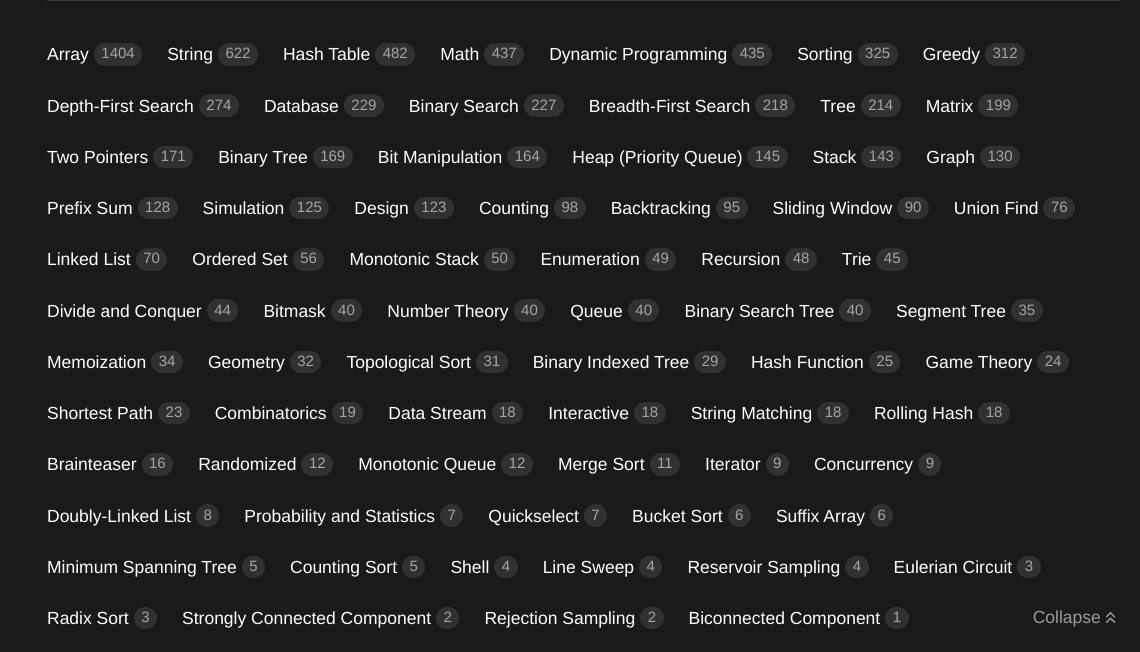 Array 1404 String 622 Hash Table 482 Math 437 Dynamic Programming 435 Sorting 325 Greedy 312
Depth-First Search 274 Database 229 Binary Search 227 Breadth-First Search 218 Tree 214 Matrix 199
Two Pointers 171 Binary Tree 169 Bit Manipulation 164 Heap (Priority Queue) 145 Stack 143 Graph 130
Prefix Sum 128 Simulation 125 Design 123 Counting 98 Backtracking 95 Sliding Window 90 Union Find 76
Linked List 70 Ordered Set 56 Monotonic Stack 50 Enumeration 49 Recursion 48 Trie 45
Divide and Conquer 44 Bitmask 40 Number Theory 40 Queue 40 Binary Search Tree 40 Segment Tree 35
Memoization 34 Geometry 32 Topological Sort 31 Binary Indexed Tree 29 Hash Function 25 Game Theory 24
Shortest Path 23 Combinatorics 19 Data Stream 18 Interactive 18 String Matching 18 Rolling Hash 18
Brainteaser 16 Randomized 12 Monotonic Queue 12 Merge Sort 11 Iterator 9 Concurrency 9
Doubly-Linked List 8 Probability and Statistics 7 Quickselect 7 Bucket Sort 6 Suffix Array 6
Minimum Spanning Tree 5 Counting Sort 5 Shell 4 Line Sweep 4 Reservoir Sampling 4 Eulerian Circuit 3
Radix Sort 3 Strongly Connected Component 2 Rejection Sampling 2 Biconnected Component 1 Collapse